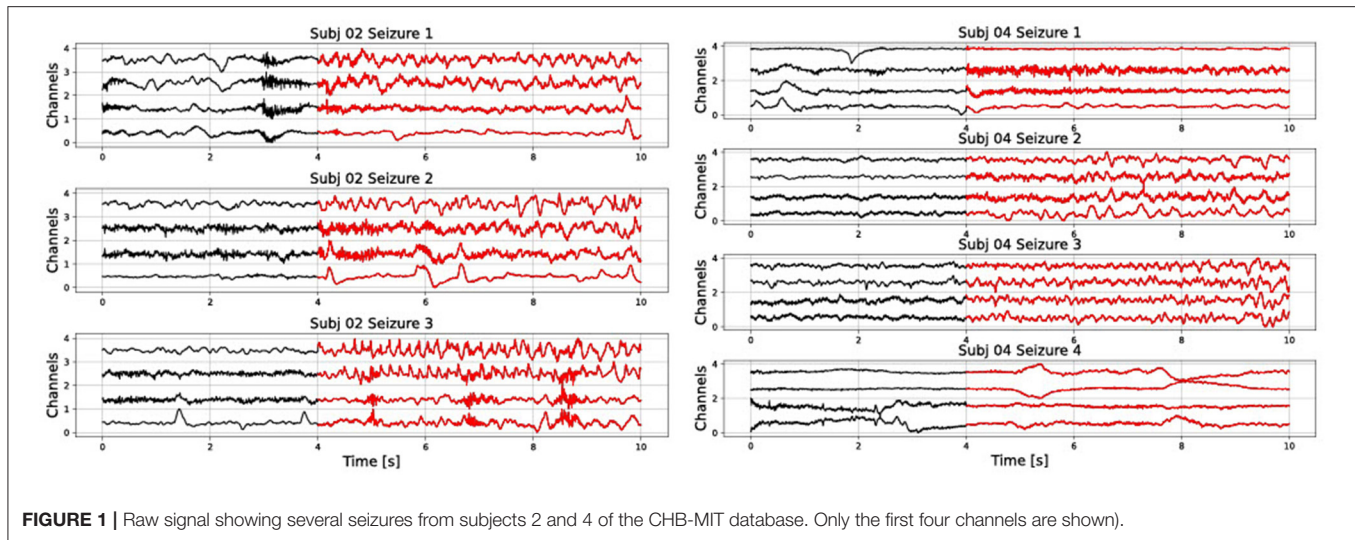 Subj 02 Seizure 1
Channels
4
3
2
1
0
0 2 4 6 8 10
Subj 02 Seizure 2
Channels
4
3
2
1
0
0 2 4 6 8 10
Subj 02 Seizure 3
Channels
4
3
2
1
0
0 2 4 6 8 10
Time [s]
Subj 04 Seizure 1
Channels
4
2
0
0 2 4 6 8 10
Subj 04 Seizure 2
Channels
4
2
0
0 2 4 6 8 10
Subj 04 Seizure 3
Channels
4
2
0
0 2 4 6 8 10
Subj 04 Seizure 4
Channels
4
2
0
0 2 4 6 8 10
Time [s]
FIGURE 1 | Raw signal showing several seizures from subjects 2 and 4 of the CHB-MIT database. Only the first four channels are shown).